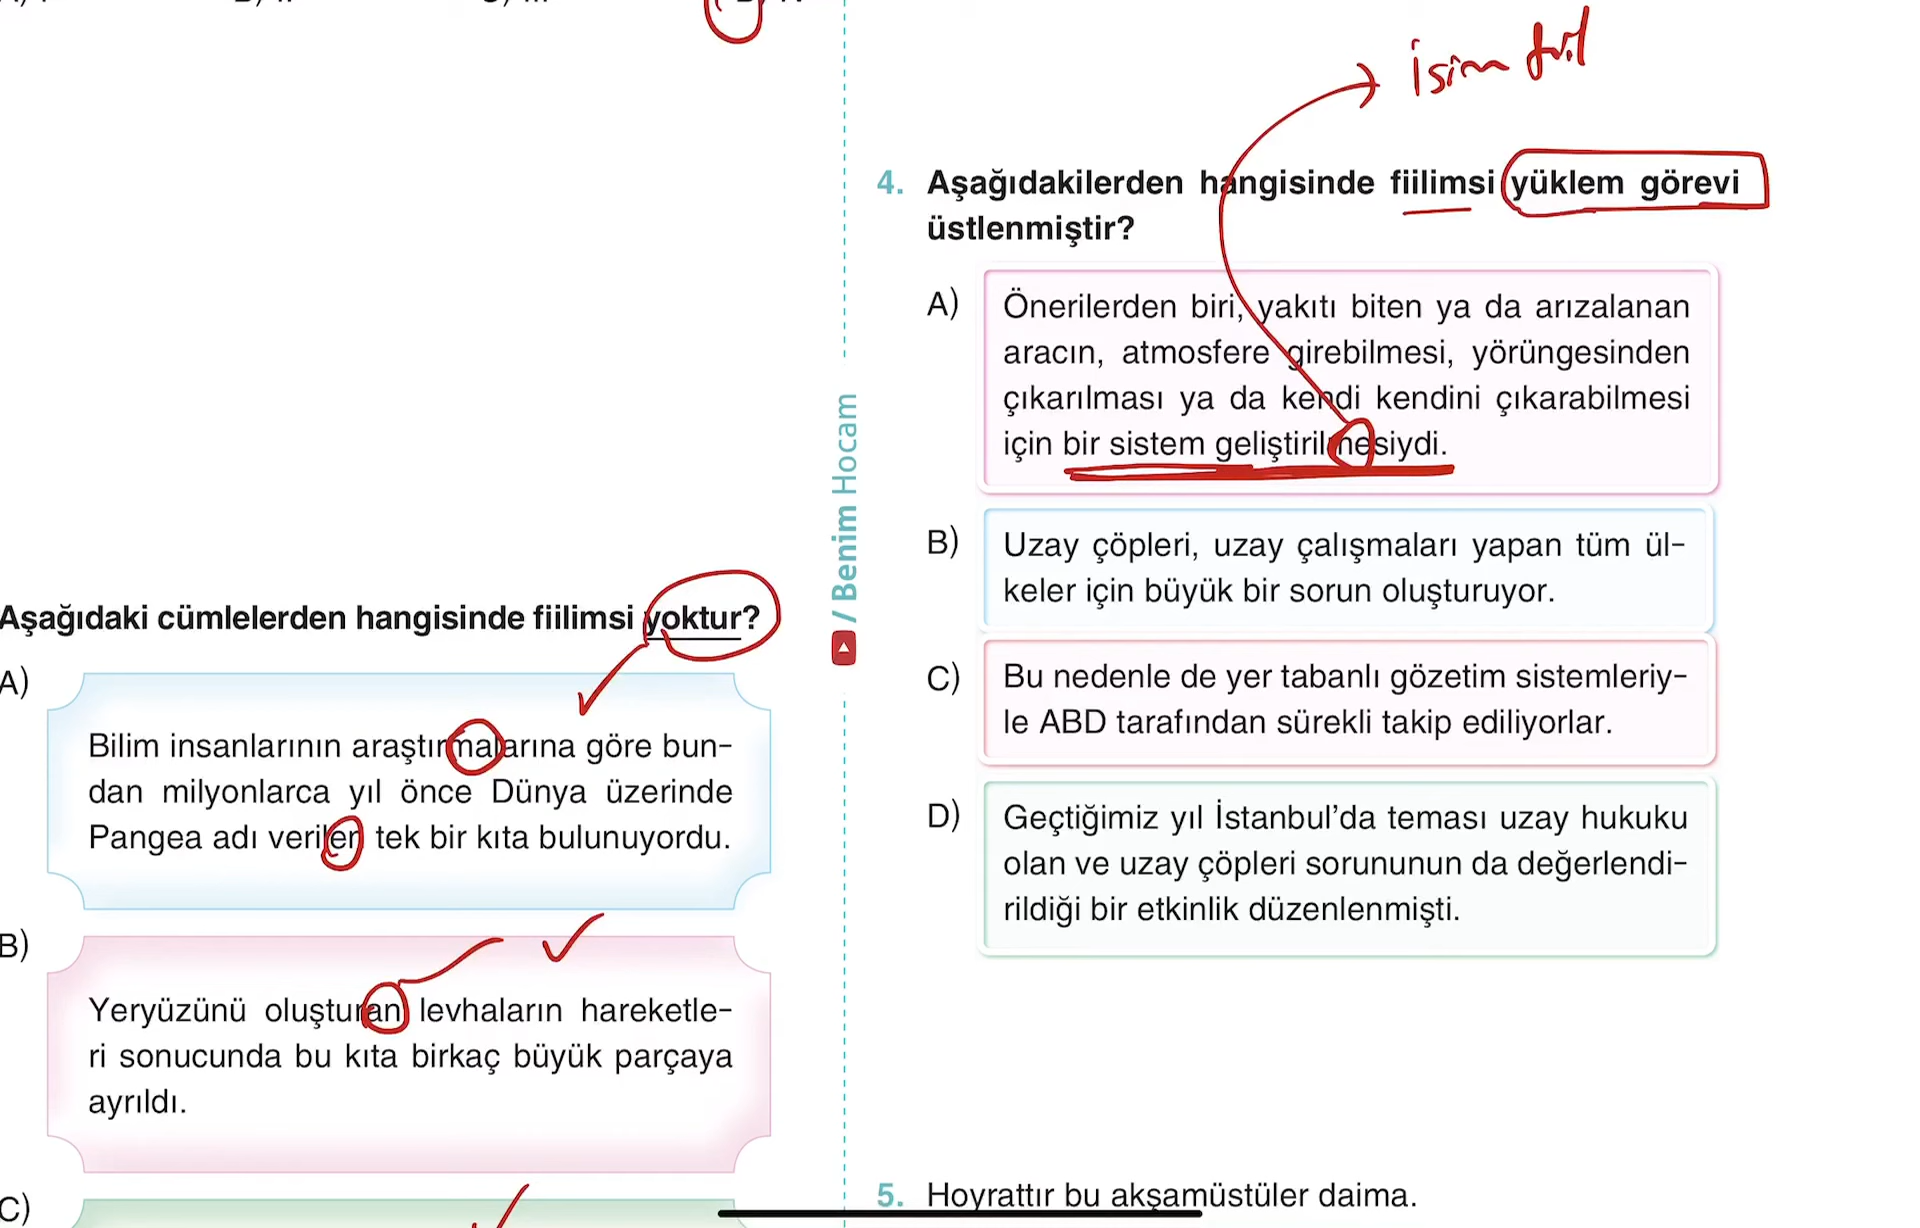 Aşağıdaki cümlelerden hangisinde fiilimsi yoktur?
A)
Bilim insanlarının araştırmalarına göre bun-
dan milyonlarca yıl önce Dünya üzerinde
Pangea adı verilen tek bir kıta bulunuyordu.
B)
Yeryüzünü oluşturan levhaların hareketle-
ri sonucunda bu kıta birkaç büyük parçaya
ayrıldı.
C)
/ Benim Hocam
İsim fiil
4. Aşağıdakilerden hangisinde fiilimsi yüklem görevi
üstlenmiştir?
A) Önerilerden biri, yakıtı biten ya da arızalanan
aracın, atmosfere girebilmesi, yörüngesinden
çıkarılması ya da kendi kendini çıkarabilmesi
için bir sistem geliştirilmesiydi.
B) Uzay çöpleri, uzay çalışmaları yapan tüm ül-
keler için büyük bir sorun oluşturuyor.
C) Bu nedenle de yer tabanlı gözetim sistemleriy-
le ABD tarafından sürekli takip ediliyorlar.
D) Geçtiğimiz yıl İstanbul'da teması uzay hukuku
olan ve uzay çöpleri sorununun da değerlendi-
rildiği bir etkinlik düzenlenmişti.
5. Hoyrattır bu akşamüstüler daima.